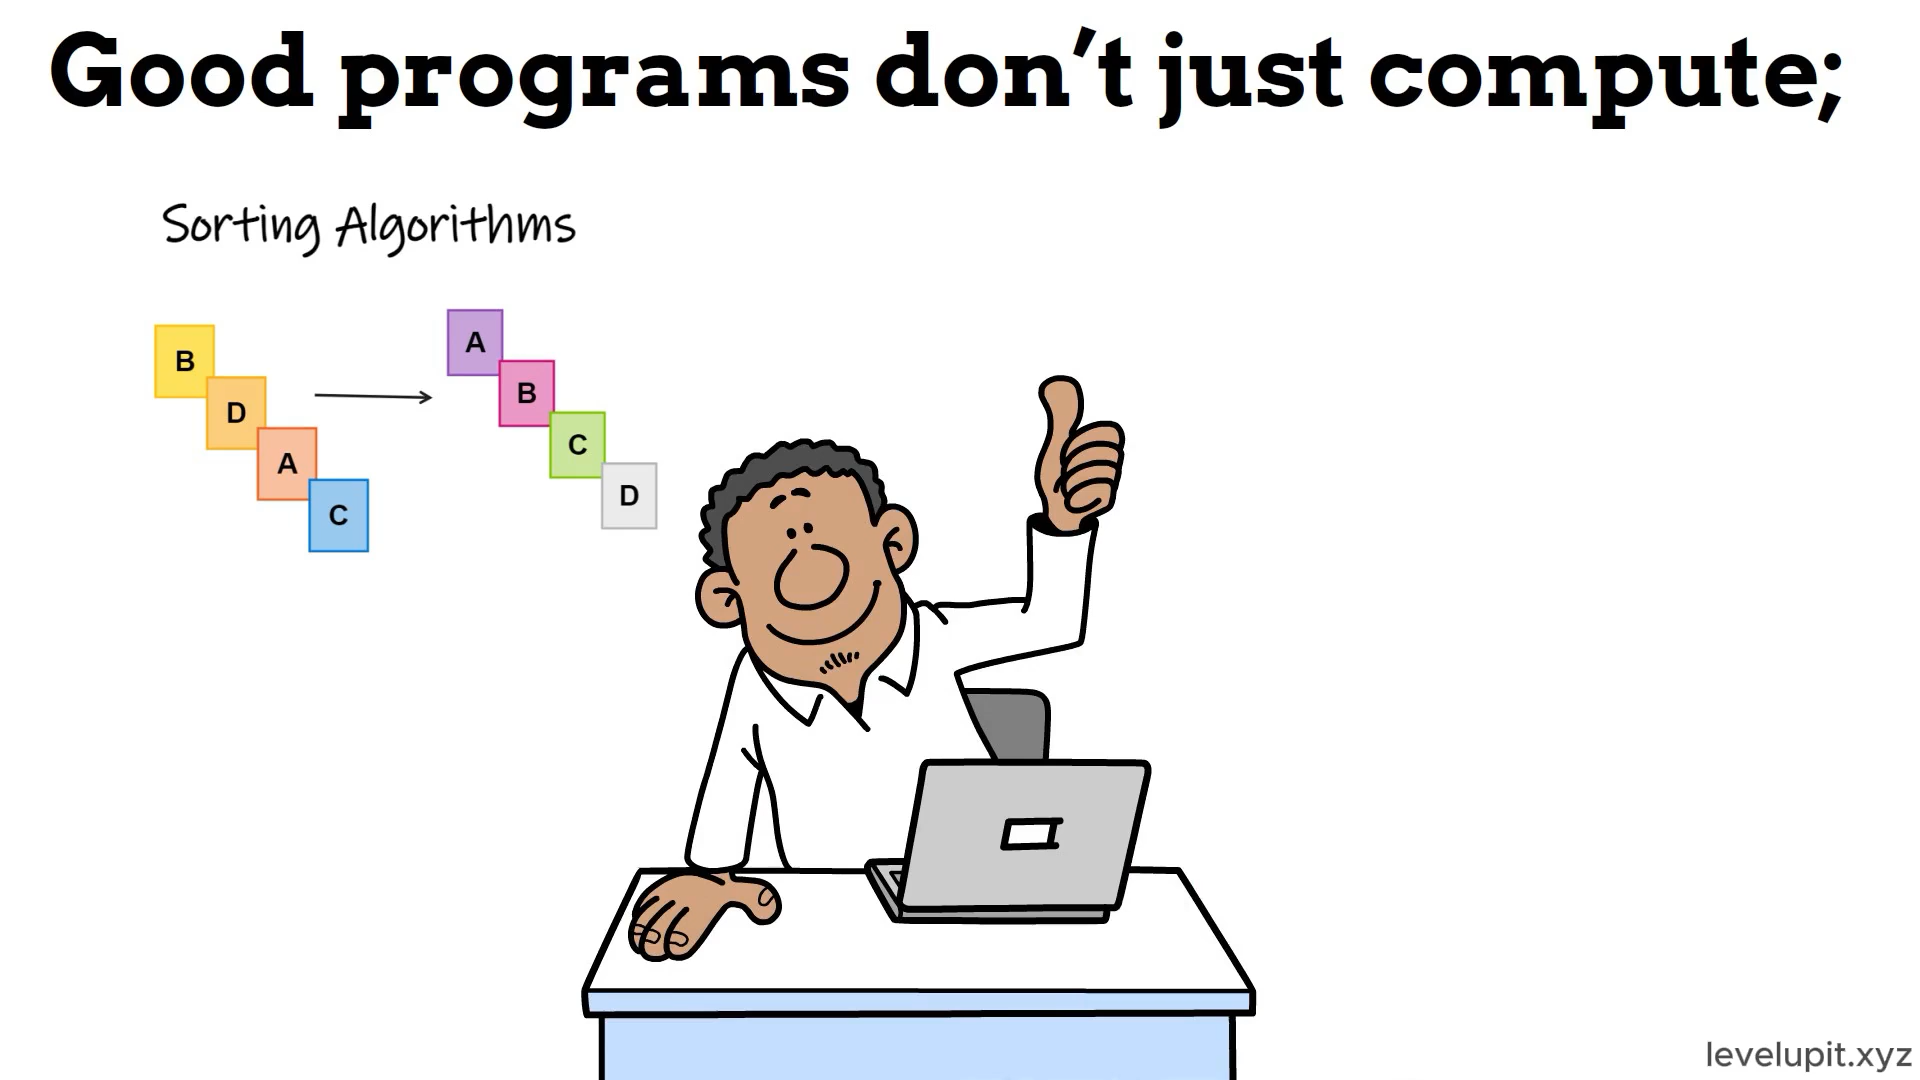 Good programs don’t just compute;
Sorting Algorithms
B
D
A
C
A
B
C
D
levelupit.xyz